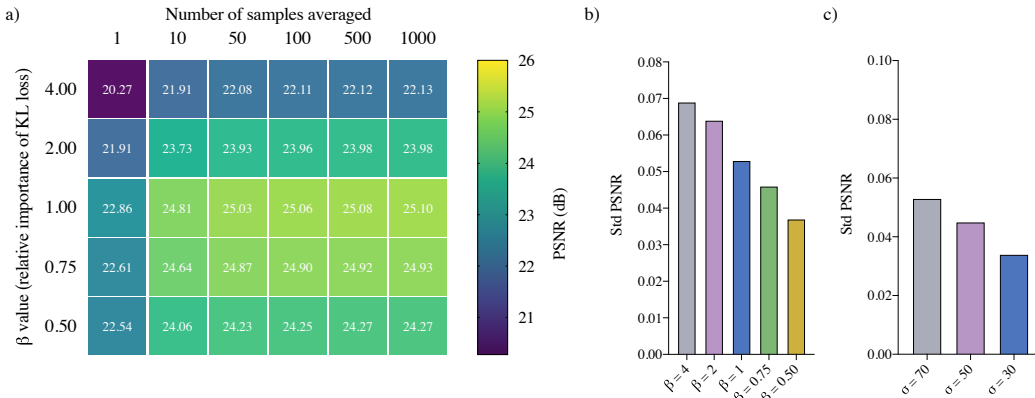 a)
Number of samples averaged
1 10 50 100 500 1000
β value (relative importance of KL loss)
4.00 20.27 21.91 22.08 22.11 22.12 22.13
2.00 21.91 23.73 23.93 23.96 23.98 23.98
1.00 22.86 24.81 25.03 25.06 25.08 25.10
0.75 22.61 24.64 24.87 24.90 24.92 24.93
0.50 22.54 24.06 24.23 24.25 24.27 24.27
26
25
24
23
22
21
PSNR (dB)
b)
Std PSNR
0.08
0.07
0.06
0.05
0.04
0.03
0.02
0.01
0.00
β = 4
β = 2
β = 1
β = 0.75
β = 0.50
c)
Std PSNR
0.10
0.08
0.06
0.04
0.02
0.00
σ = 70
σ = 50
σ = 30